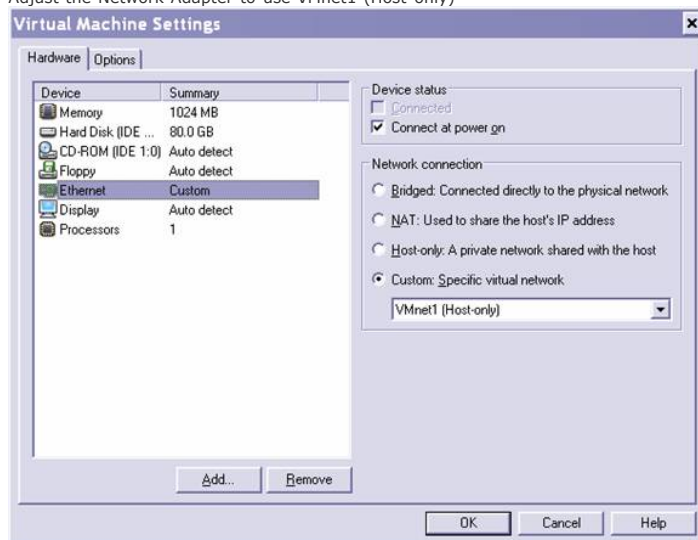 Adjust the Network Adapter to use VMnet1 (Host-only)
Virtual Machine Settings
Hardware Options
Device Summary
Memory 1024 MB
Hard Disk (IDE ... 80.0 GB
CD-ROM (IDE 1:0) Auto detect
Floppy Auto detect
Ethernet Custom
Display Auto detect
Processors 1
Add... Remove
Device status
Connected
Connect at power on
Network connection
Bridged: Connected directly to the physical network
NAT: Used to share the host's IP address
Host-only: A private network shared with the host
Custom: Specific virtual network
VMnet1 (Host-only)
OK Cancel Help